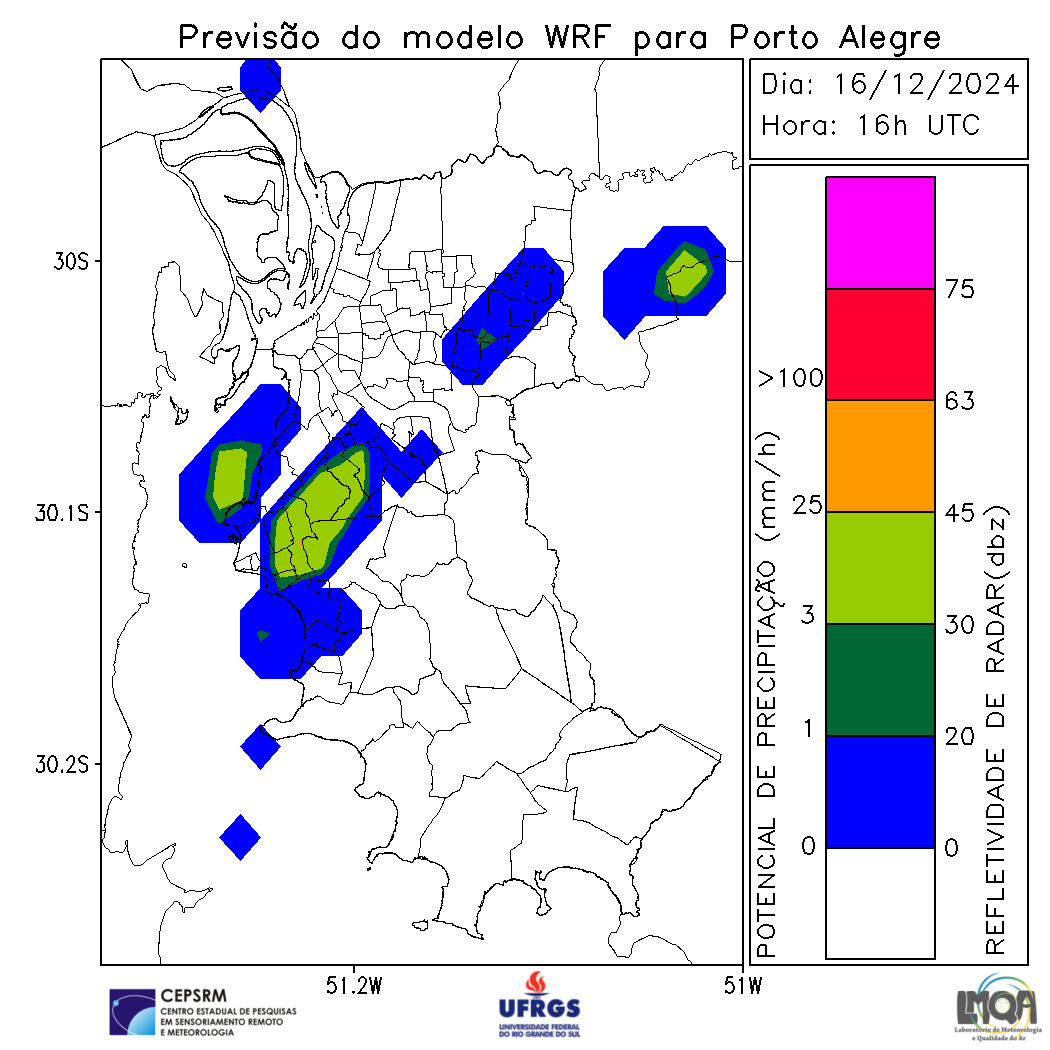 Previsão do modelo WRF para Porto Alegre
Dia: 16/12/2024
Hora: 16h UTC
30S
30.1S
30.2S
51.2W
51W
POTENCIAL DE PRECIPITAÇÃO (mm/h)
>100
25
3
1
0
75
63
45
30
20
0
REFLETIVIDADE DE RADAR(dbz)
CEPSRM
CENTRO ESTADUAL DE PESQUISAS
EM SENSORIAMENTO REMOTO
E METEOROLOGIA
UFRGS
UNIVERSIDADE FEDERAL
DO RIO GRANDE DO SUL
LMQA
Laboratório de Meteorologia
e Qualidade do Ar